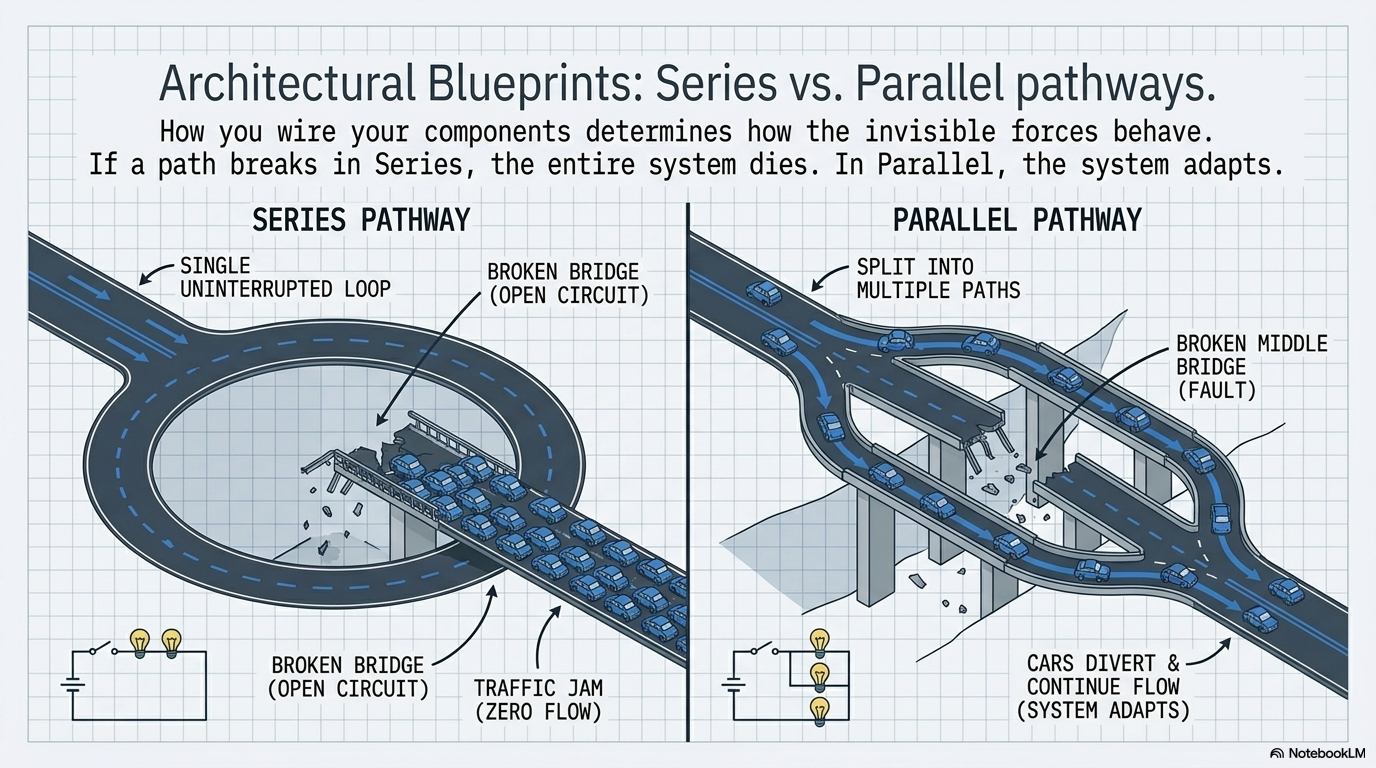 Architectural Blueprints: Series vs. Parallel pathways.
How you wire your components determines how the invisible forces behave.
If a path breaks in Series, the entire system dies. In Parallel, the system adapts.
SERIES PATHWAY
SINGLE
UNINTERRUPTED LOOP
BROKEN BRIDGE
(OPEN CIRCUIT)
BROKEN BRIDGE
(OPEN CIRCUIT)
TRAFFIC JAM
(ZERO FLOW)
PARALLEL PATHWAY
SPLIT INTO
MULTIPLE PATHS
BROKEN MIDDLE
BRIDGE
(FAULT)
CARS DIVERT &
CONTINUE FLOW
(SYSTEM ADAPTS)
NotebookLM